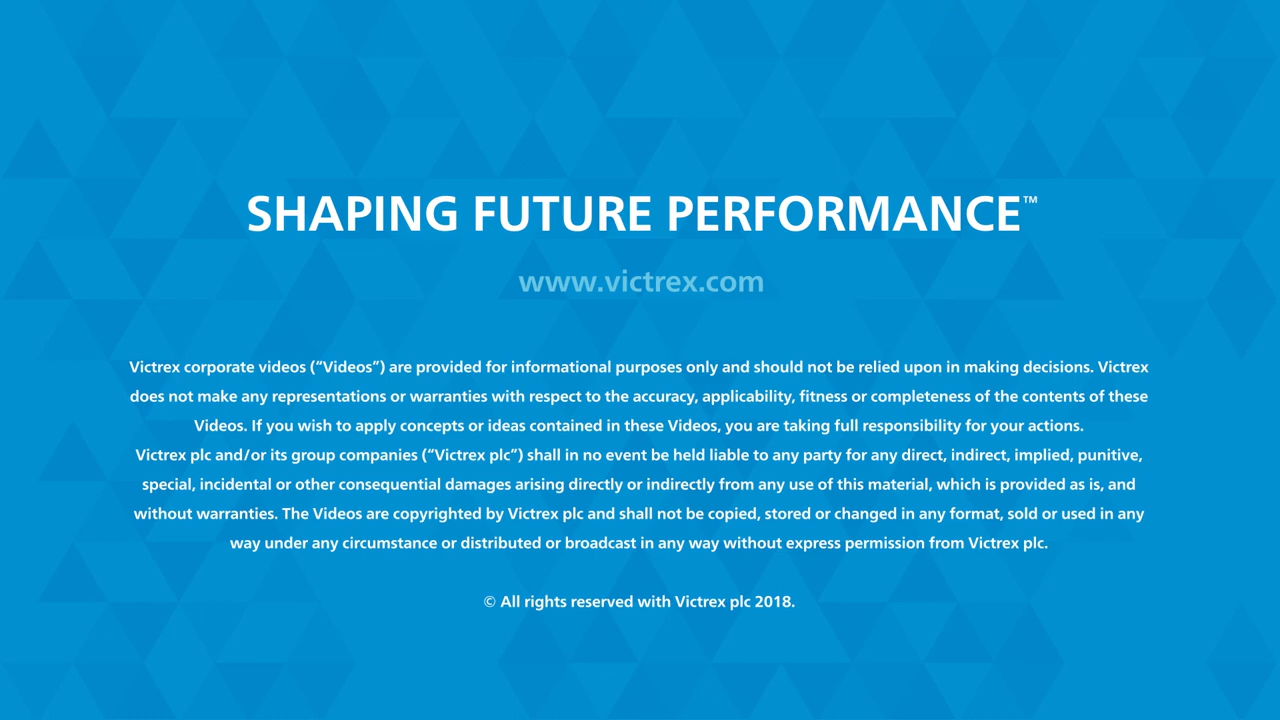 SHAPING FUTURE PERFORMANCE™
www.victrex.com
Victrex corporate videos (“Videos”) are provided for informational purposes only and should not be relied upon in making decisions. Victrex
does not make any representations or warranties with respect to the accuracy, applicability, fitness or completeness of the contents of these
Videos. If you wish to apply concepts or ideas contained in these Videos, you are taking full responsibility for your actions.
Victrex plc and/or its group companies (“Victrex plc”) shall in no event be held liable to any party for any direct, indirect, implied, punitive,
special, incidental or other consequential damages arising directly or indirectly from any use of this material, which is provided as is, and
without warranties. The Videos are copyrighted by Victrex plc and shall not be copied, stored or changed in any format, sold or used in any
way under any circumstance or distributed or broadcast in any way without express permission from Victrex plc.
© All rights reserved with Victrex plc 2018.